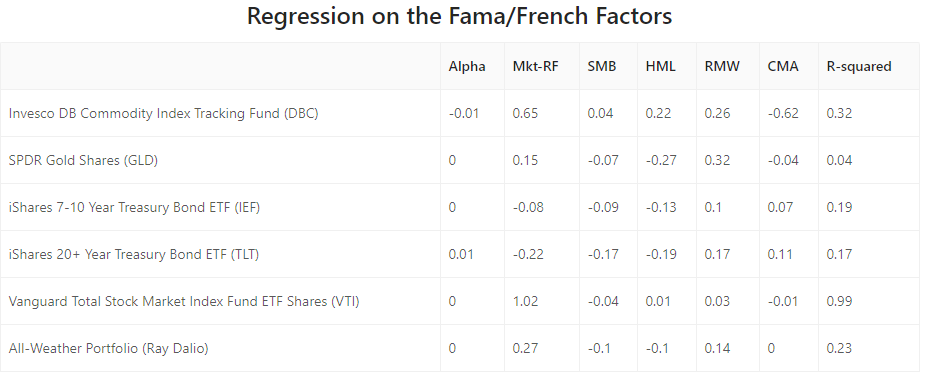 Regression on the Fama/French Factors
Alpha Mkt-RF SMB HML RMW CMA R-squared
Invesco DB Commodity Index Tracking Fund (DBC) -0.01 0.65 0.04 0.22 0.26 -0.62 0.32
SPDR Gold Shares (GLD) 0 0.15 -0.07 -0.27 0.32 -0.04 0.04
iShares 7-10 Year Treasury Bond ETF (IEF) 0 -0.08 -0.09 -0.13 0.1 0.07 0.19
iShares 20+ Year Treasury Bond ETF (TLT) 0.01 -0.22 -0.17 -0.19 0.17 0.11 0.17
Vanguard Total Stock Market Index Fund ETF Shares (VTI) 0 1.02 -0.04 0.01 0.03 -0.01 0.99
All-Weather Portfolio (Ray Dalio) 0 0.27 -0.1 -0.1 0.14 0 0.23